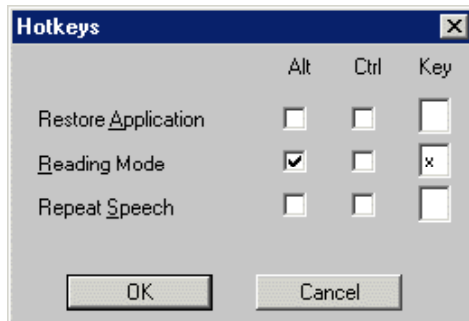 Hotkeys
Alt Ctrl Key
Restore Application
Reading Mode x
Repeat Speech
OK Cancel